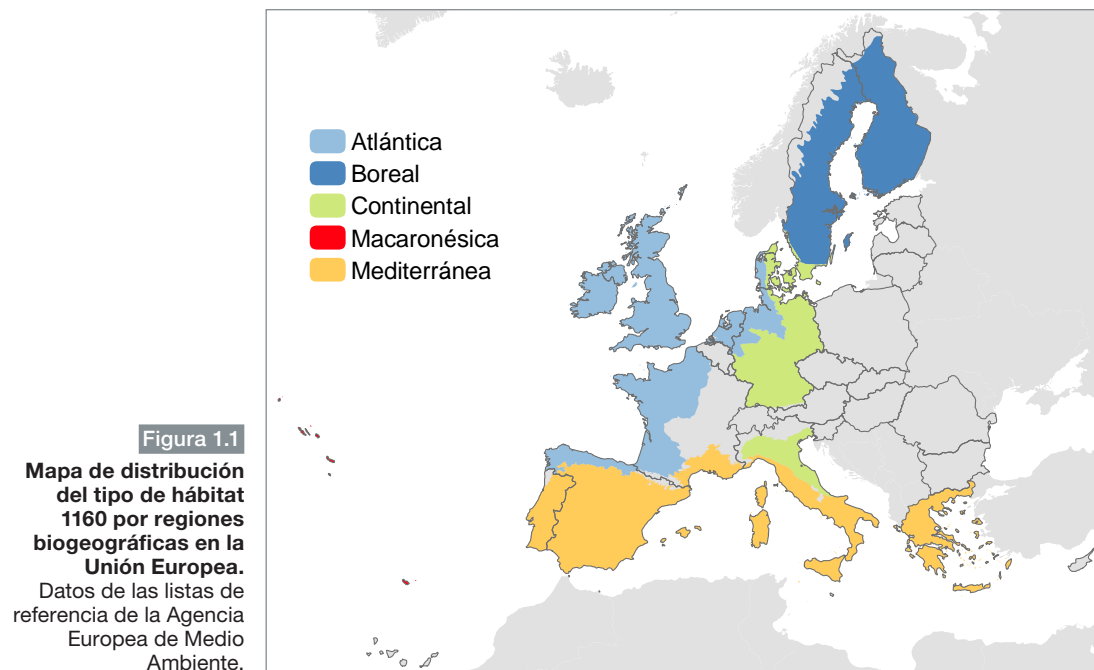 Atlántica
Boreal
Continental
Macaronésica
Mediterránea
Figura 1.1
Mapa de distribución
del tipo de hábitat
1160 por regiones
biogeográficas en la
Unión Europea.
Datos de las listas de
referencia de la Agencia
Europea de Medio
Ambiente.